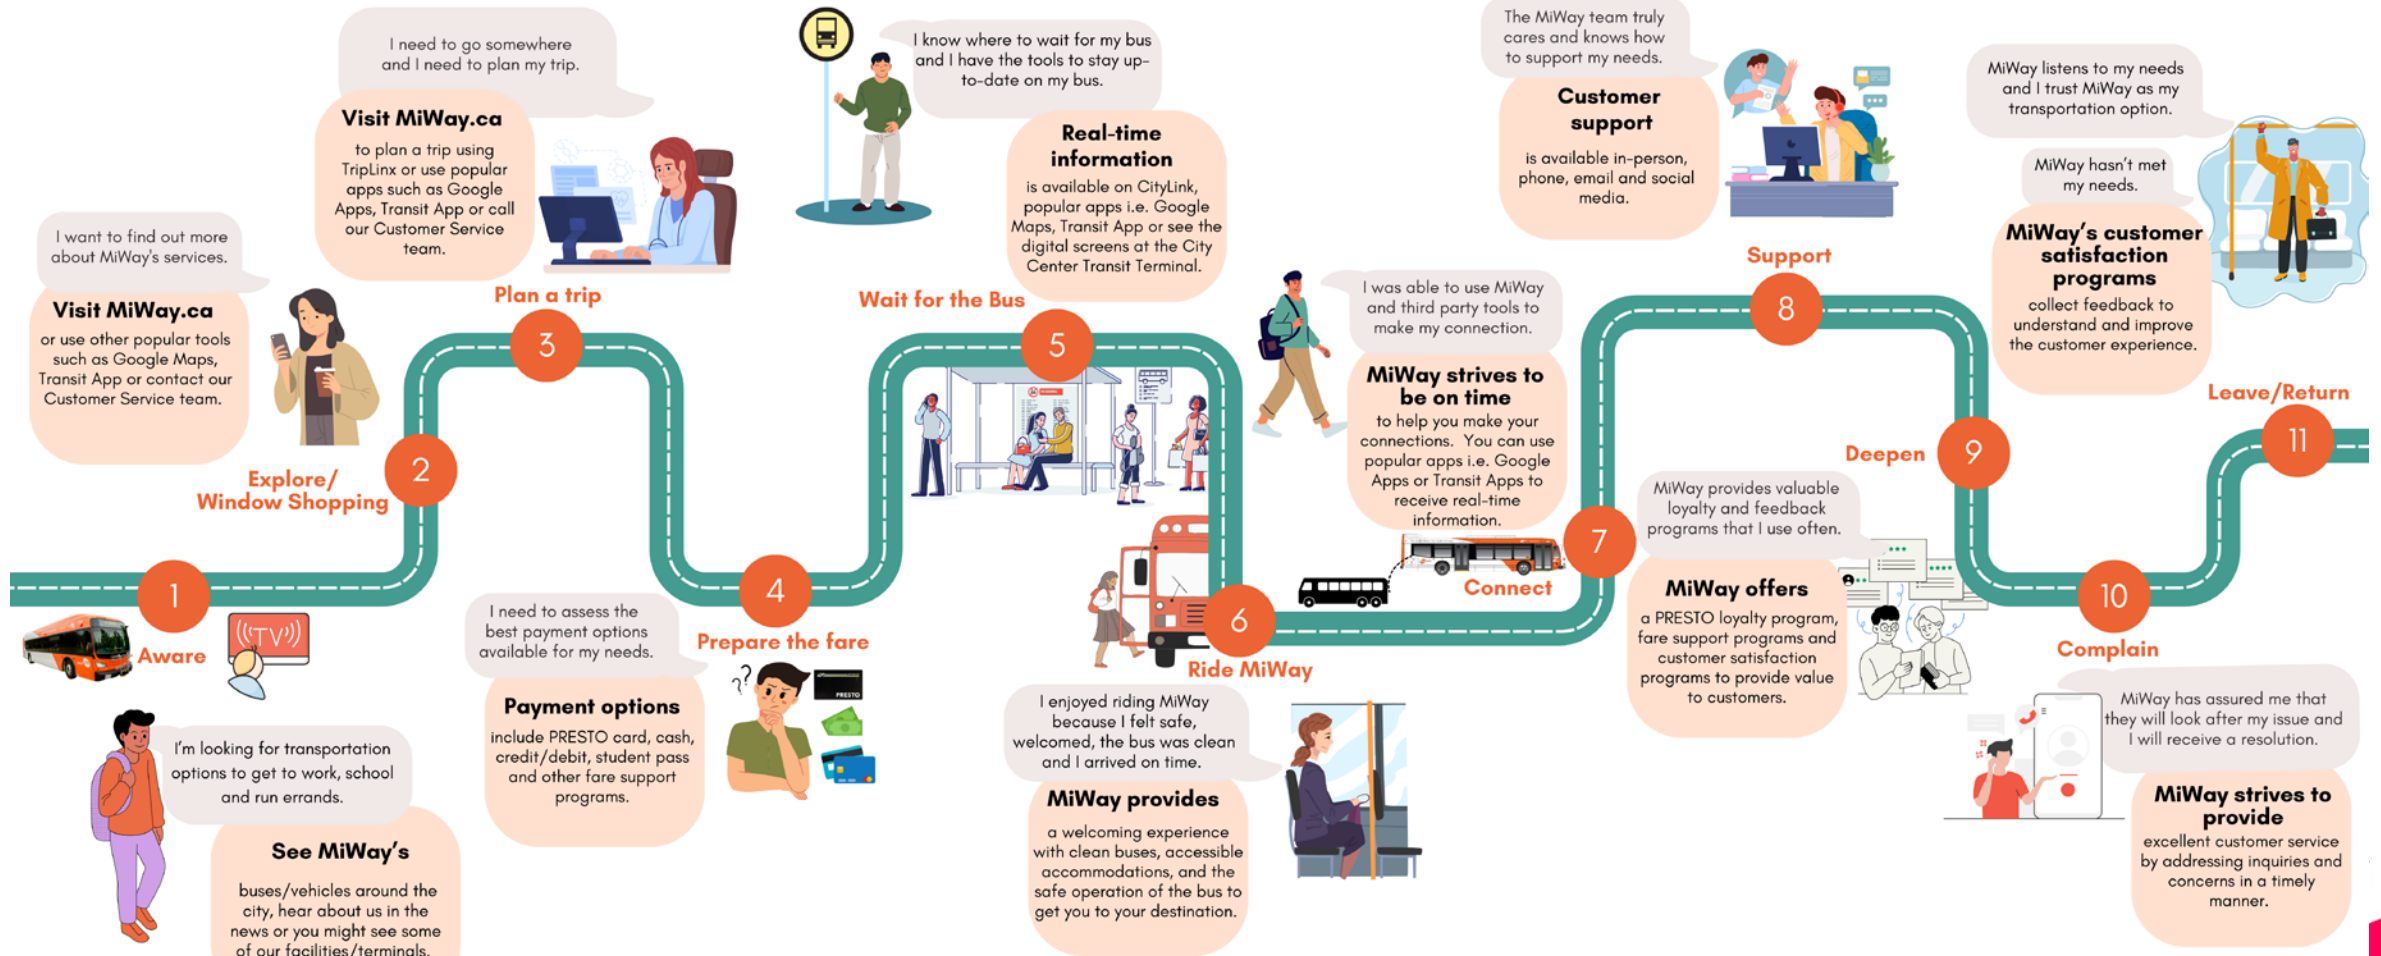 I need to go somewhere
and I need to plan my trip.
Visit MiWay.ca
to plan a trip using
TripLinx or use popular
apps such as Google
Apps, Transit App or call
our Customer Service
team.
Plan a trip
3
I want to find out more
about MiWay's services.
Visit MiWay.ca
or use other popular tools
such as Google Maps,
Transit App or contact our
Customer Service team.
Explore/
Window Shopping
2
1
Aware
((TV))
I'm looking for transportation
options to get to work, school
and run errands.
See MiWay's
buses/vehicles around the
city, hear about us in the
news or you might see some
of our facilities/terminals.
I need to assess the
best payment options
available for my needs.
Payment options
include PRESTO card, cash,
credit/debit, student pass
and other fare support
programs.
4
Prepare the fare
??
PRESTO
I know where to wait for my bus
and I have the tools to stay up-
to-date on my bus.
Real-time
information
is available on CityLink,
popular apps i.e. Google
Maps, Transit App or see the
digital screens at the City
Center Transit Terminal.
Wait for the Bus
5
6
Ride MiWay
I enjoyed riding MiWay
because I felt safe,
welcomed, the bus was clean
and I arrived on time.
MiWay provides
a welcoming experience
with clean buses, accessible
accommodations, and the
safe operation of the bus to
get you to your destination.
I was able to use MiWay
and third party tools to
make my connection.
MiWay strives to
be on time
to help you make your
connections. You can use
popular apps i.e. Google
Apps or Transit Apps to
receive real-time
information.
7
Connect
The MiWay team truly
cares and knows how
to support my needs.
Customer
support
is available in-person,
phone, email and social
media.
Support
8
Deepen
9
MiWay provides valuable
loyalty and feedback
programs that I use often.
MiWay offers
a PRESTO loyalty program,
fare support programs and
customer satisfaction
programs to provide value
to customers.
10
Complain
MiWay has assured me that
they will look after my issue and
I will receive a resolution.
MiWay strives to
provide
excellent customer service
by addressing inquiries and
concerns in a timely
manner.
MiWay listens to my needs
and I trust MiWay as my
transportation option.
MiWay hasn't met
my needs.
MiWay's customer
satisfaction
programs
collect feedback to
understand and improve
the customer experience.
Leave/Return
11